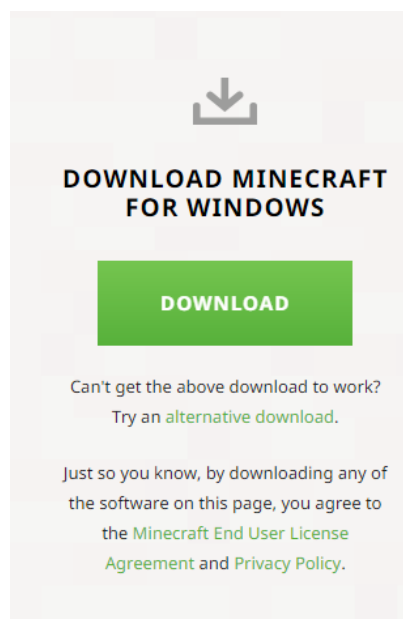 DOWNLOAD MINECRAFT
FOR WINDOWS
DOWNLOAD
Can't get the above download to work?
Try an alternative download.
Just so you know, by downloading any of
the software on this page, you agree to
the Minecraft End User License
Agreement and Privacy Policy.